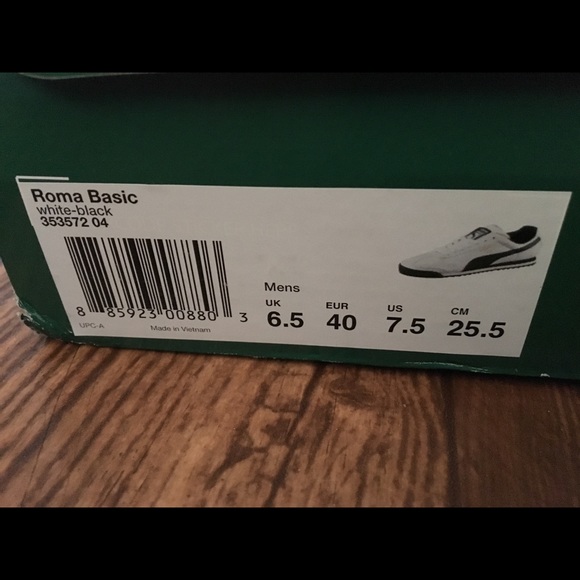 Roma Basic
white-black
353572 04
8 85923 00880 3
UPC-A Made in Vietnam
Mens
UK EUR US CM
6.5 40 7.5 25.5